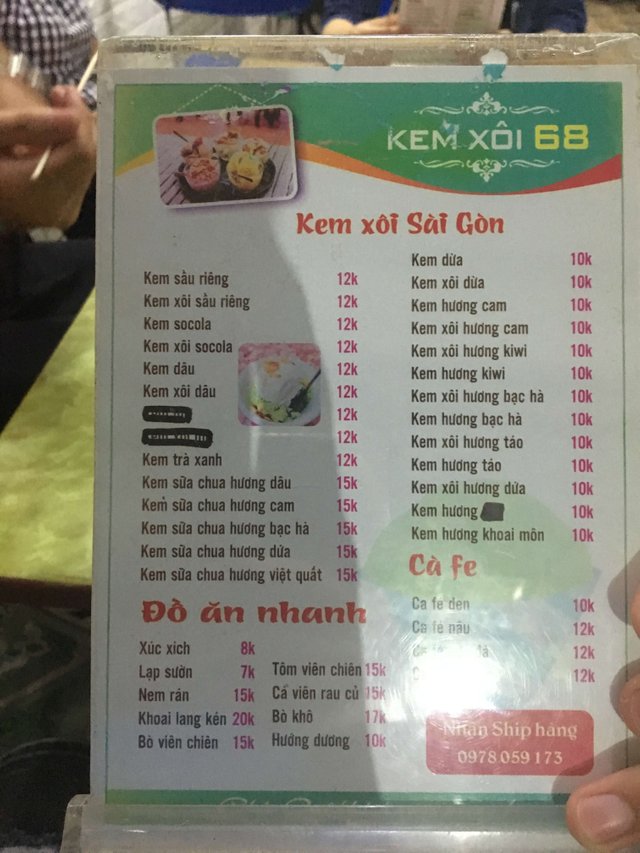 KEM XÔI 68
Kem xôi Sài Gòn
Kem sầu riêng 12k
Kem xôi sầu riêng 12k
Kem socola 12k
Kem xôi socola 12k
Kem dâu 12k
Kem xôi dâu 12k
12k
12k
Kem trà xanh 12k
Kem sữa chua hương dâu 15k
Kem sữa chua hương cam 15k
Kem sữa chua hương bạc hà 15k
Kem sữa chua hương dứa 15k
Kem sữa chua hương việt quất 15k
Kem dừa 10k
Kem xôi dừa 10k
Kem hương cam 10k
Kem xôi hương cam 10k
Kem xôi hương kiwi 10k
Kem hương kiwi 10k
Kem xôi hương bạc hà 10k
Kem hương bạc hà 10k
Kem xôi hương táo 10k
Kem hương táo 10k
Kem xôi hương dứa 10k
Kem hương 10k
Kem hương khoai môn 10k
Cà fe
Ca fe đen 10k
Ca fe nâu 12k
12k
12k
Đồ ăn nhanh
Xúc xích 8k
Lạp sườn 7k
Nem rán 15k
Khoai lang kén 20k
Bò viên chiên 15k
Tôm viên chiên 15k
Cá viên rau củ 15k
Bò khô 17k
Hướng dương 10k
Nhận Ship hàng
0978 059 173